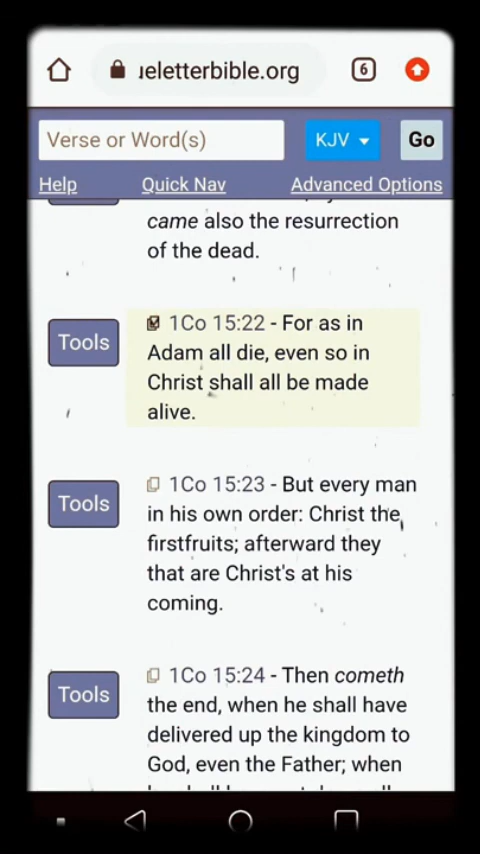 ueletterbible.org
6
Verse or Word(s)
KJV
Go
Help
Quick Nav
Advanced Options
came also the resurrection
of the dead.
Tools
1Co 15:22 - For as in
Adam all die, even so in
Christ shall all be made
alive.
Tools
1Co 15:23 - But every man
in his own order: Christ the
firstfruits; afterward they
that are Christ's at his
coming.
Tools
1Co 15:24 - Then cometh
the end, when he shall have
delivered up the kingdom to
God, even the Father; when